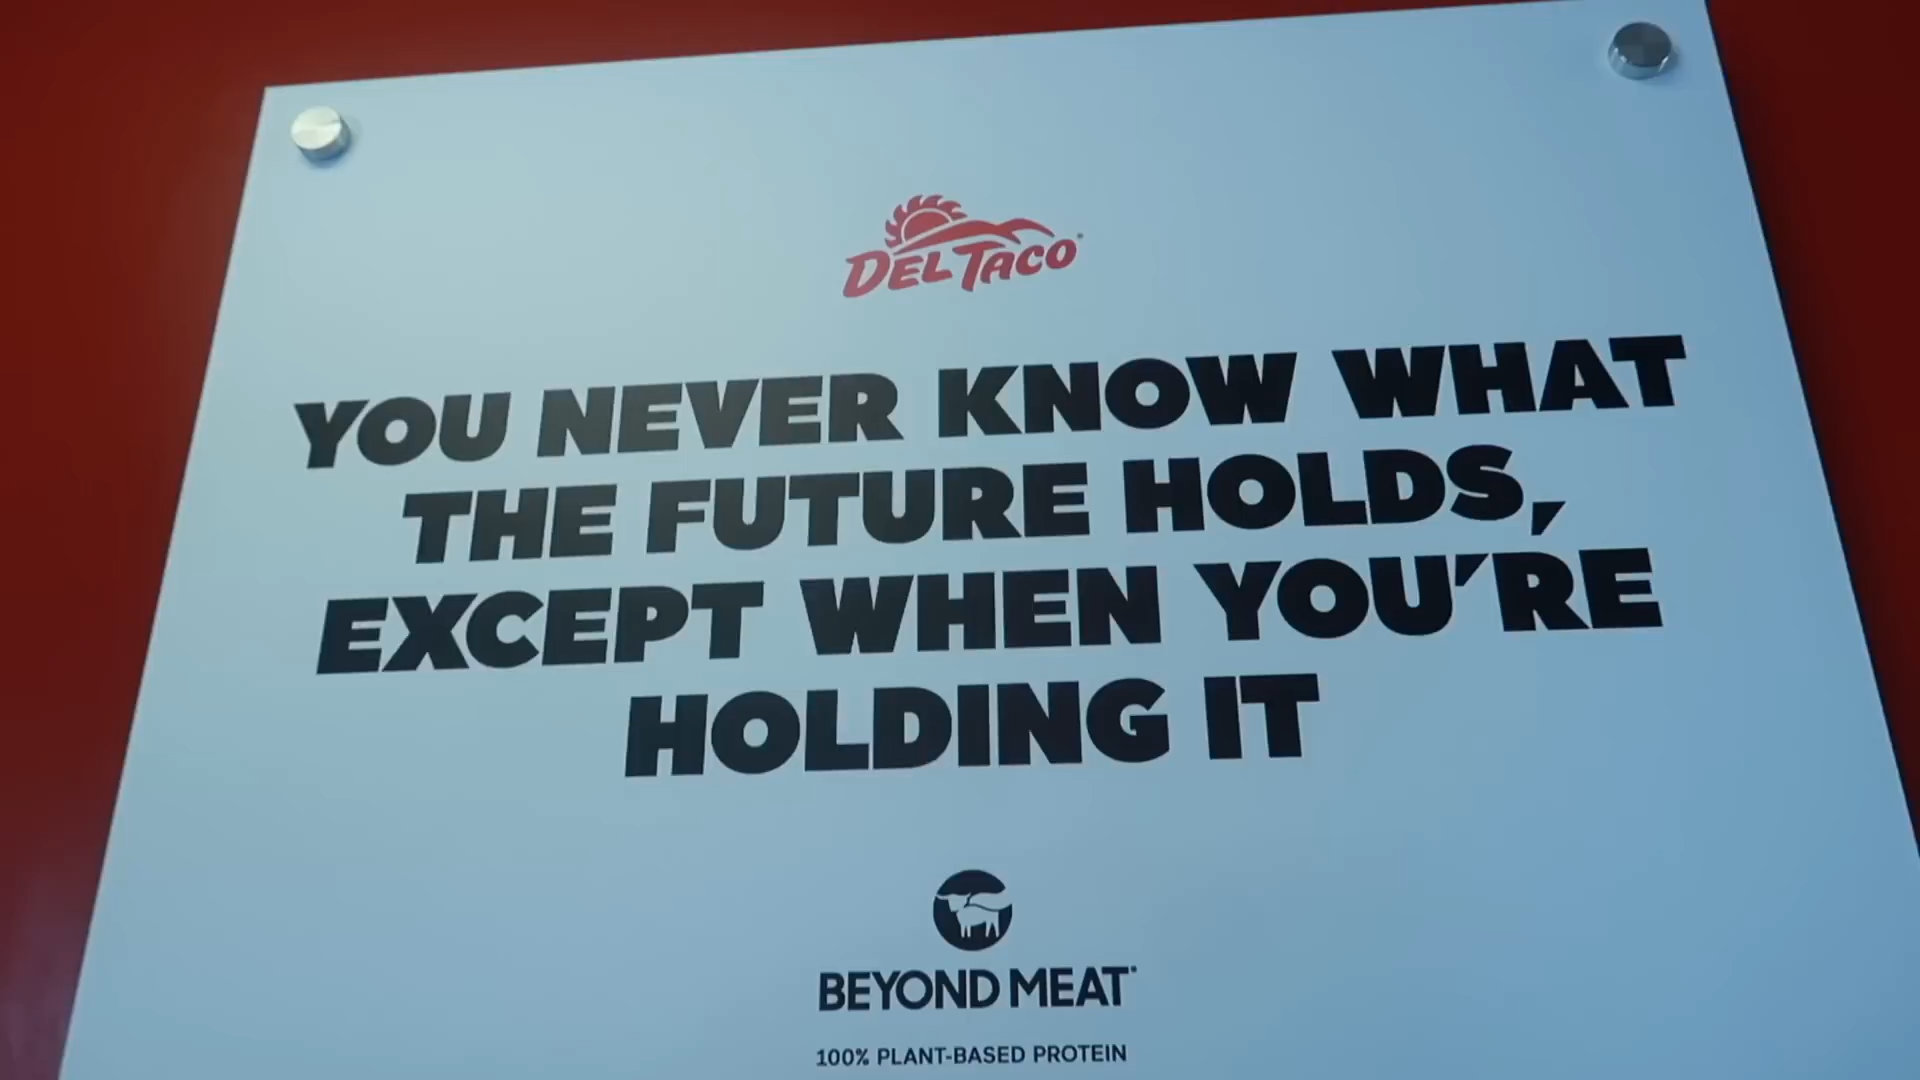 DEL TACO
YOU NEVER KNOW WHAT
THE FUTURE HOLDS,
EXCEPT WHEN YOU'RE
HOLDING IT
BEYOND MEAT
100% PLANT-BASED PROTEIN